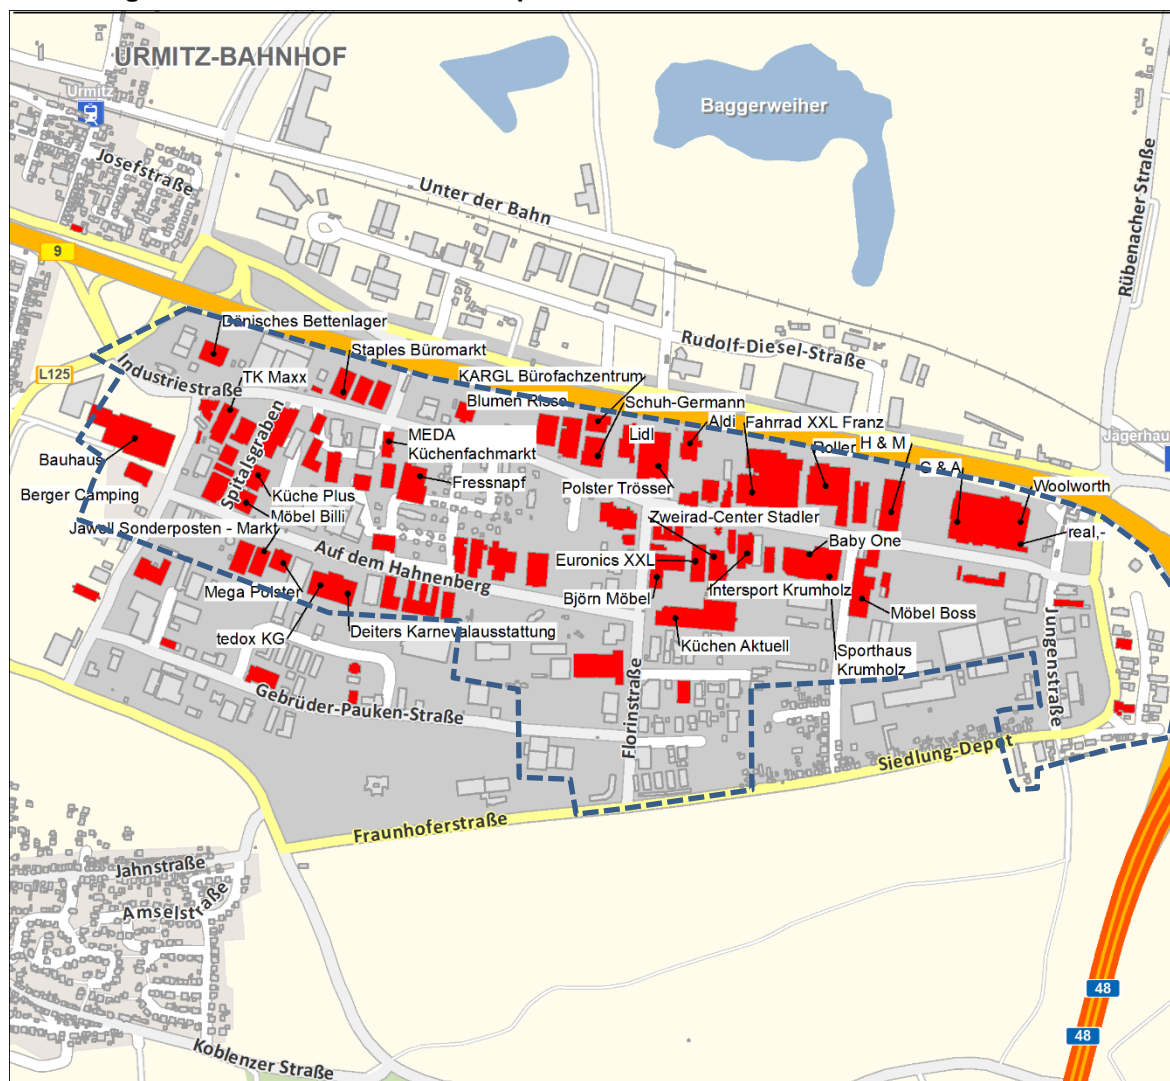 URMITZ-BAHNHOF
Urmitz
Baggerweiher
Josefstraße
Unter der Bahn
Rübenacher Straße
9
Dänisches Bettenlager
Rudolf-Diesel-Straße
Staples Büromarkt
L125
Industriestraße
TK Maxx
KARGL Bürofachzentrum
Blumen Risse
Schuh-Germann
Aldi
Fahrrad XXL Franz
Lidl
Roller
H & M
Jägerhau
MEDA
Küchenfachmarkt
Bauhaus
Spitalsgraben
Fressnapf
C & A
Woolworth
Polster Trösser
Berger Camping
Küche Plus
Möbel Billi
Zweirad-Center Stadler
Jawoll Sonderposten - Markt
Baby One
real,-
Auf dem Hahnenberg
Euronics XXL
Mega Polster
Björn Möbel
Intersport Krumholz
Möbel Boss
Jungenstraße
tedox KG
Deiters Karnevalausstattung
Küchen Aktuell
Sporthaus
Krumholz
Gebrüder-Pauken-Straße
Florinstraße
Siedlung-Depot
Fraunhoferstraße
Jahnstraße
Amselstraße
48
48
Koblenzer Straße